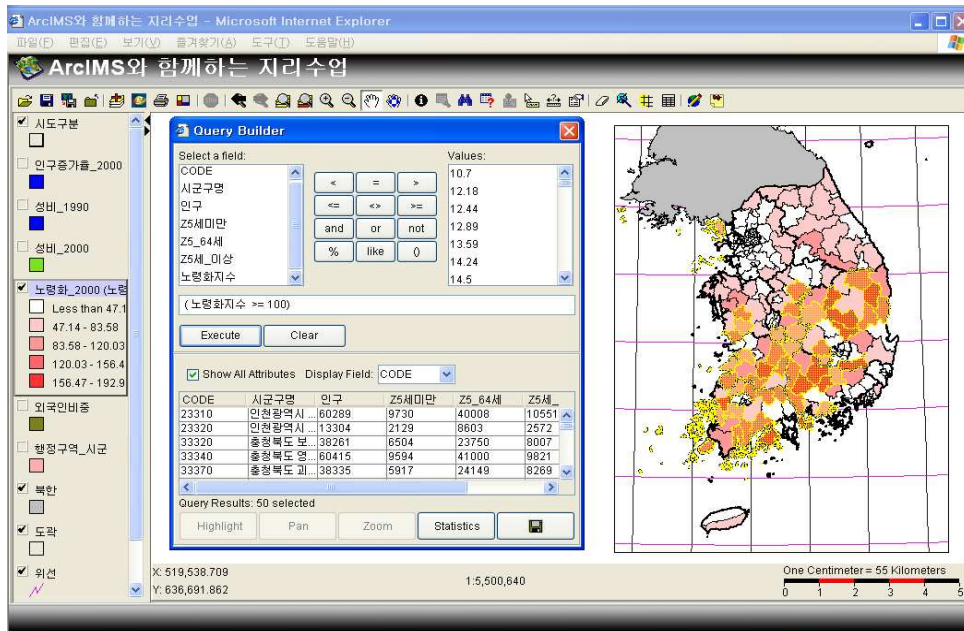 ArcIMS와 함께하는 지리수업 - Microsoft Internet Explorer
파일(F) 편집(E) 보기(V) 즐겨찾기(A) 도구(T) 도움말(H)
ArcIMS와 함께하는 지리수업
시도구분
인구증가율_2000
성비_1990
성비_2000
노령화_2000 (노령
Less than 47.1
47.14 - 83.58
83.58 - 120.03
120.03 - 156.4
156.47 - 192.9
외국인비중
행정구역_시군
북한
도곽
위선
Query Builder
Select a field:
CODE
시군구명
인구
Z5세미만
Z5_64세
Z5세_이상
노령화지수
< = >
<= <> >=
and or not
% like ()
Values:
10.7
12.18
12.44
12.89
13.59
14.24
14.5
(노령화지수 >= 100)
Execute Clear
Show All Attributes Display Field: CODE
CODE 시군구명 인구 Z5세미만 Z5_64세 Z5세_
23310 인천광역시 ... 60289 9730 40008 10551
23320 인천광역시 ... 13304 2129 8603 2572
33320 충청북도 보... 38261 6504 23750 8007
33340 충청북도 영... 60415 9594 41000 9821
33370 충청북도 괴... 38335 5917 24149 8269
Query Results: 50 selected
Highlight Pan Zoom Statistics
X: 519,538.709
Y: 636,691.862
1:5,500,640
One Centimeter = 55 Kilometers
0 1 2 3 4 5